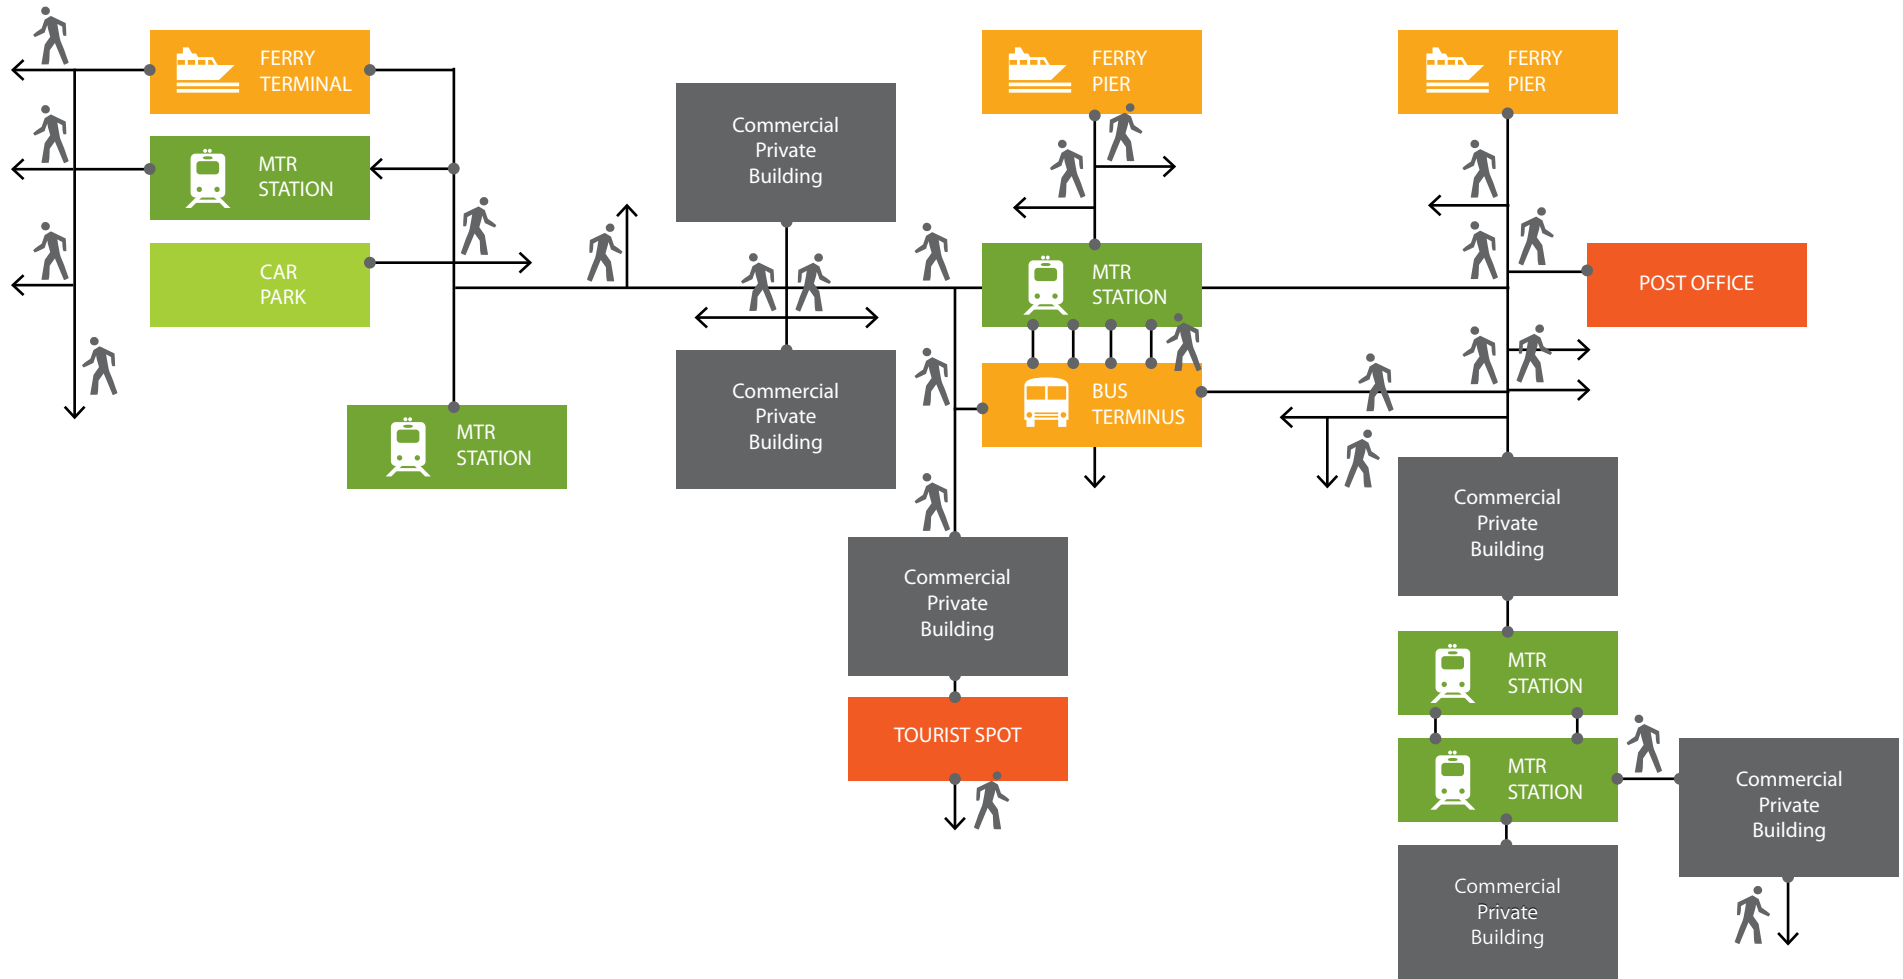 FERRY
TERMINAL
MTR
STATION
CAR
PARK
MTR
STATION
Commercial
Private
Building
Commercial
Private
Building
FERRY
PIER
MTR
STATION
BUS
TERMINUS
Commercial
Private
Building
TOURIST SPOT
FERRY
PIER
POST OFFICE
Commercial
Private
Building
MTR
STATION
MTR
STATION
Commercial
Private
Building
Commercial
Private
Building